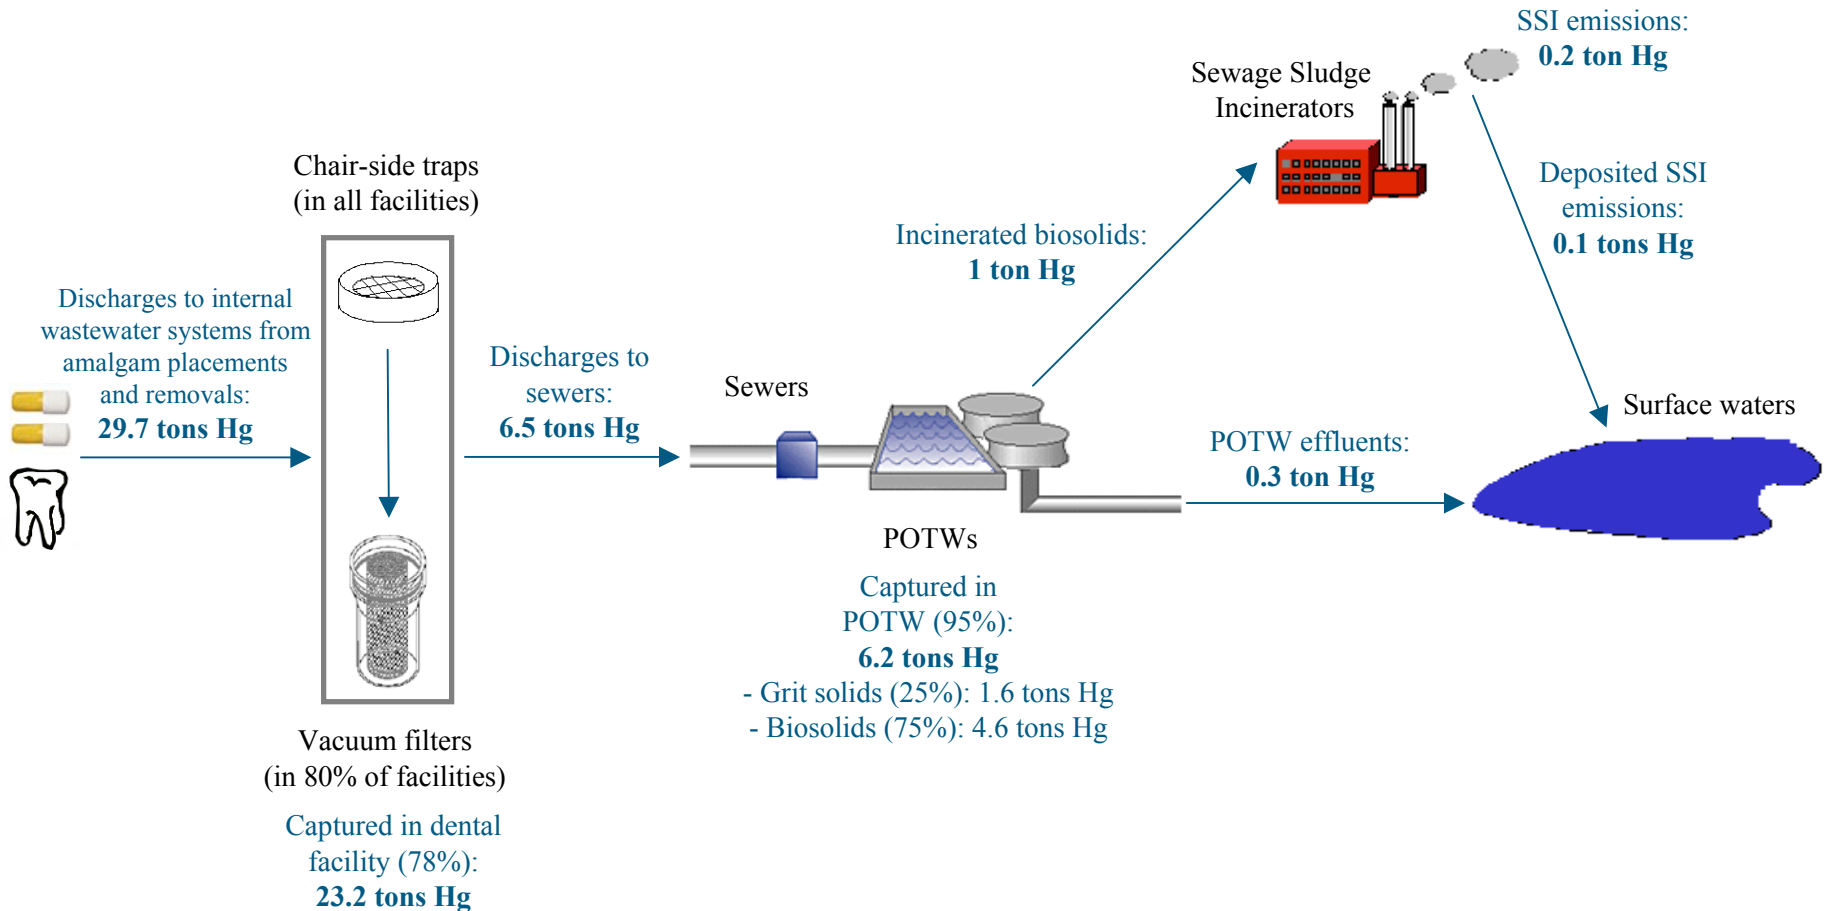 SSI emissions:
0.2 ton Hg
Sewage Sludge
Incinerators
Chair-side traps
(in all facilities)
Deposited SSI
emissions:
0.1 tons Hg
Incinerated biosolids:
1 ton Hg
Discharges to internal
wastewater systems from
amalgam placements
and removals:
29.7 tons Hg
Discharges to
sewers:
6.5 tons Hg
Sewers
Surface waters
POTW effluents:
0.3 ton Hg
POTWs
Captured in
POTW (95%):
6.2 tons Hg
- Grit solids (25%): 1.6 tons Hg
- Biosolids (75%): 4.6 tons Hg
Vacuum filters
(in 80% of facilities)
Captured in dental
facility (78%):
23.2 tons Hg